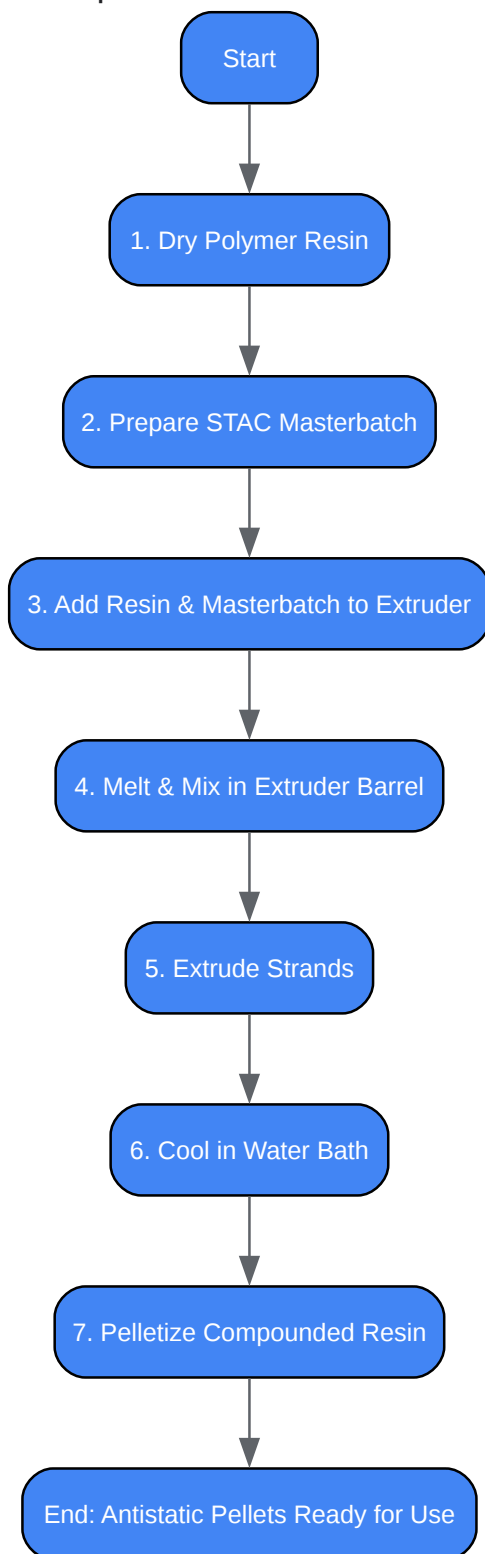 Start
1. Dry Polymer Resin
2. Prepare STAC Masterbatch
3. Add Resin & Masterbatch to Extruder
4. Melt & Mix in Extruder Barrel
5. Extrude Strands
6. Cool in Water Bath
7. Pelletize Compounded Resin
End: Antistatic Pellets Ready for Use